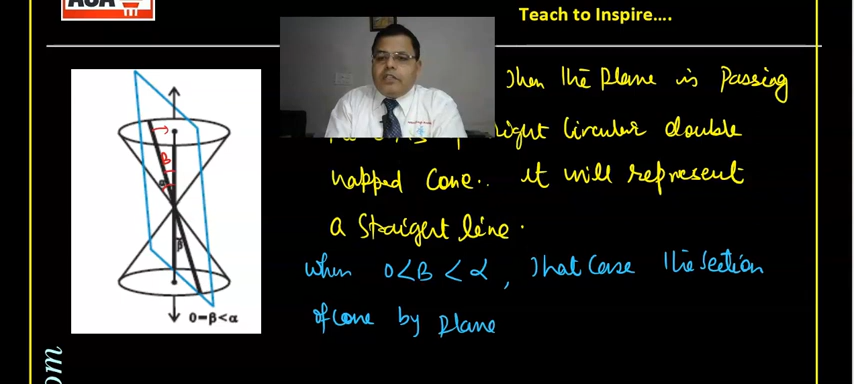 ACA
Teach to Inspire....
When the Plane is Passing
right Circular double
napped Cone.. it will represent
a Straight line.
B
α
β
0=β<α
When 0<B<α, that Case the Section
of Cone by Plane
om